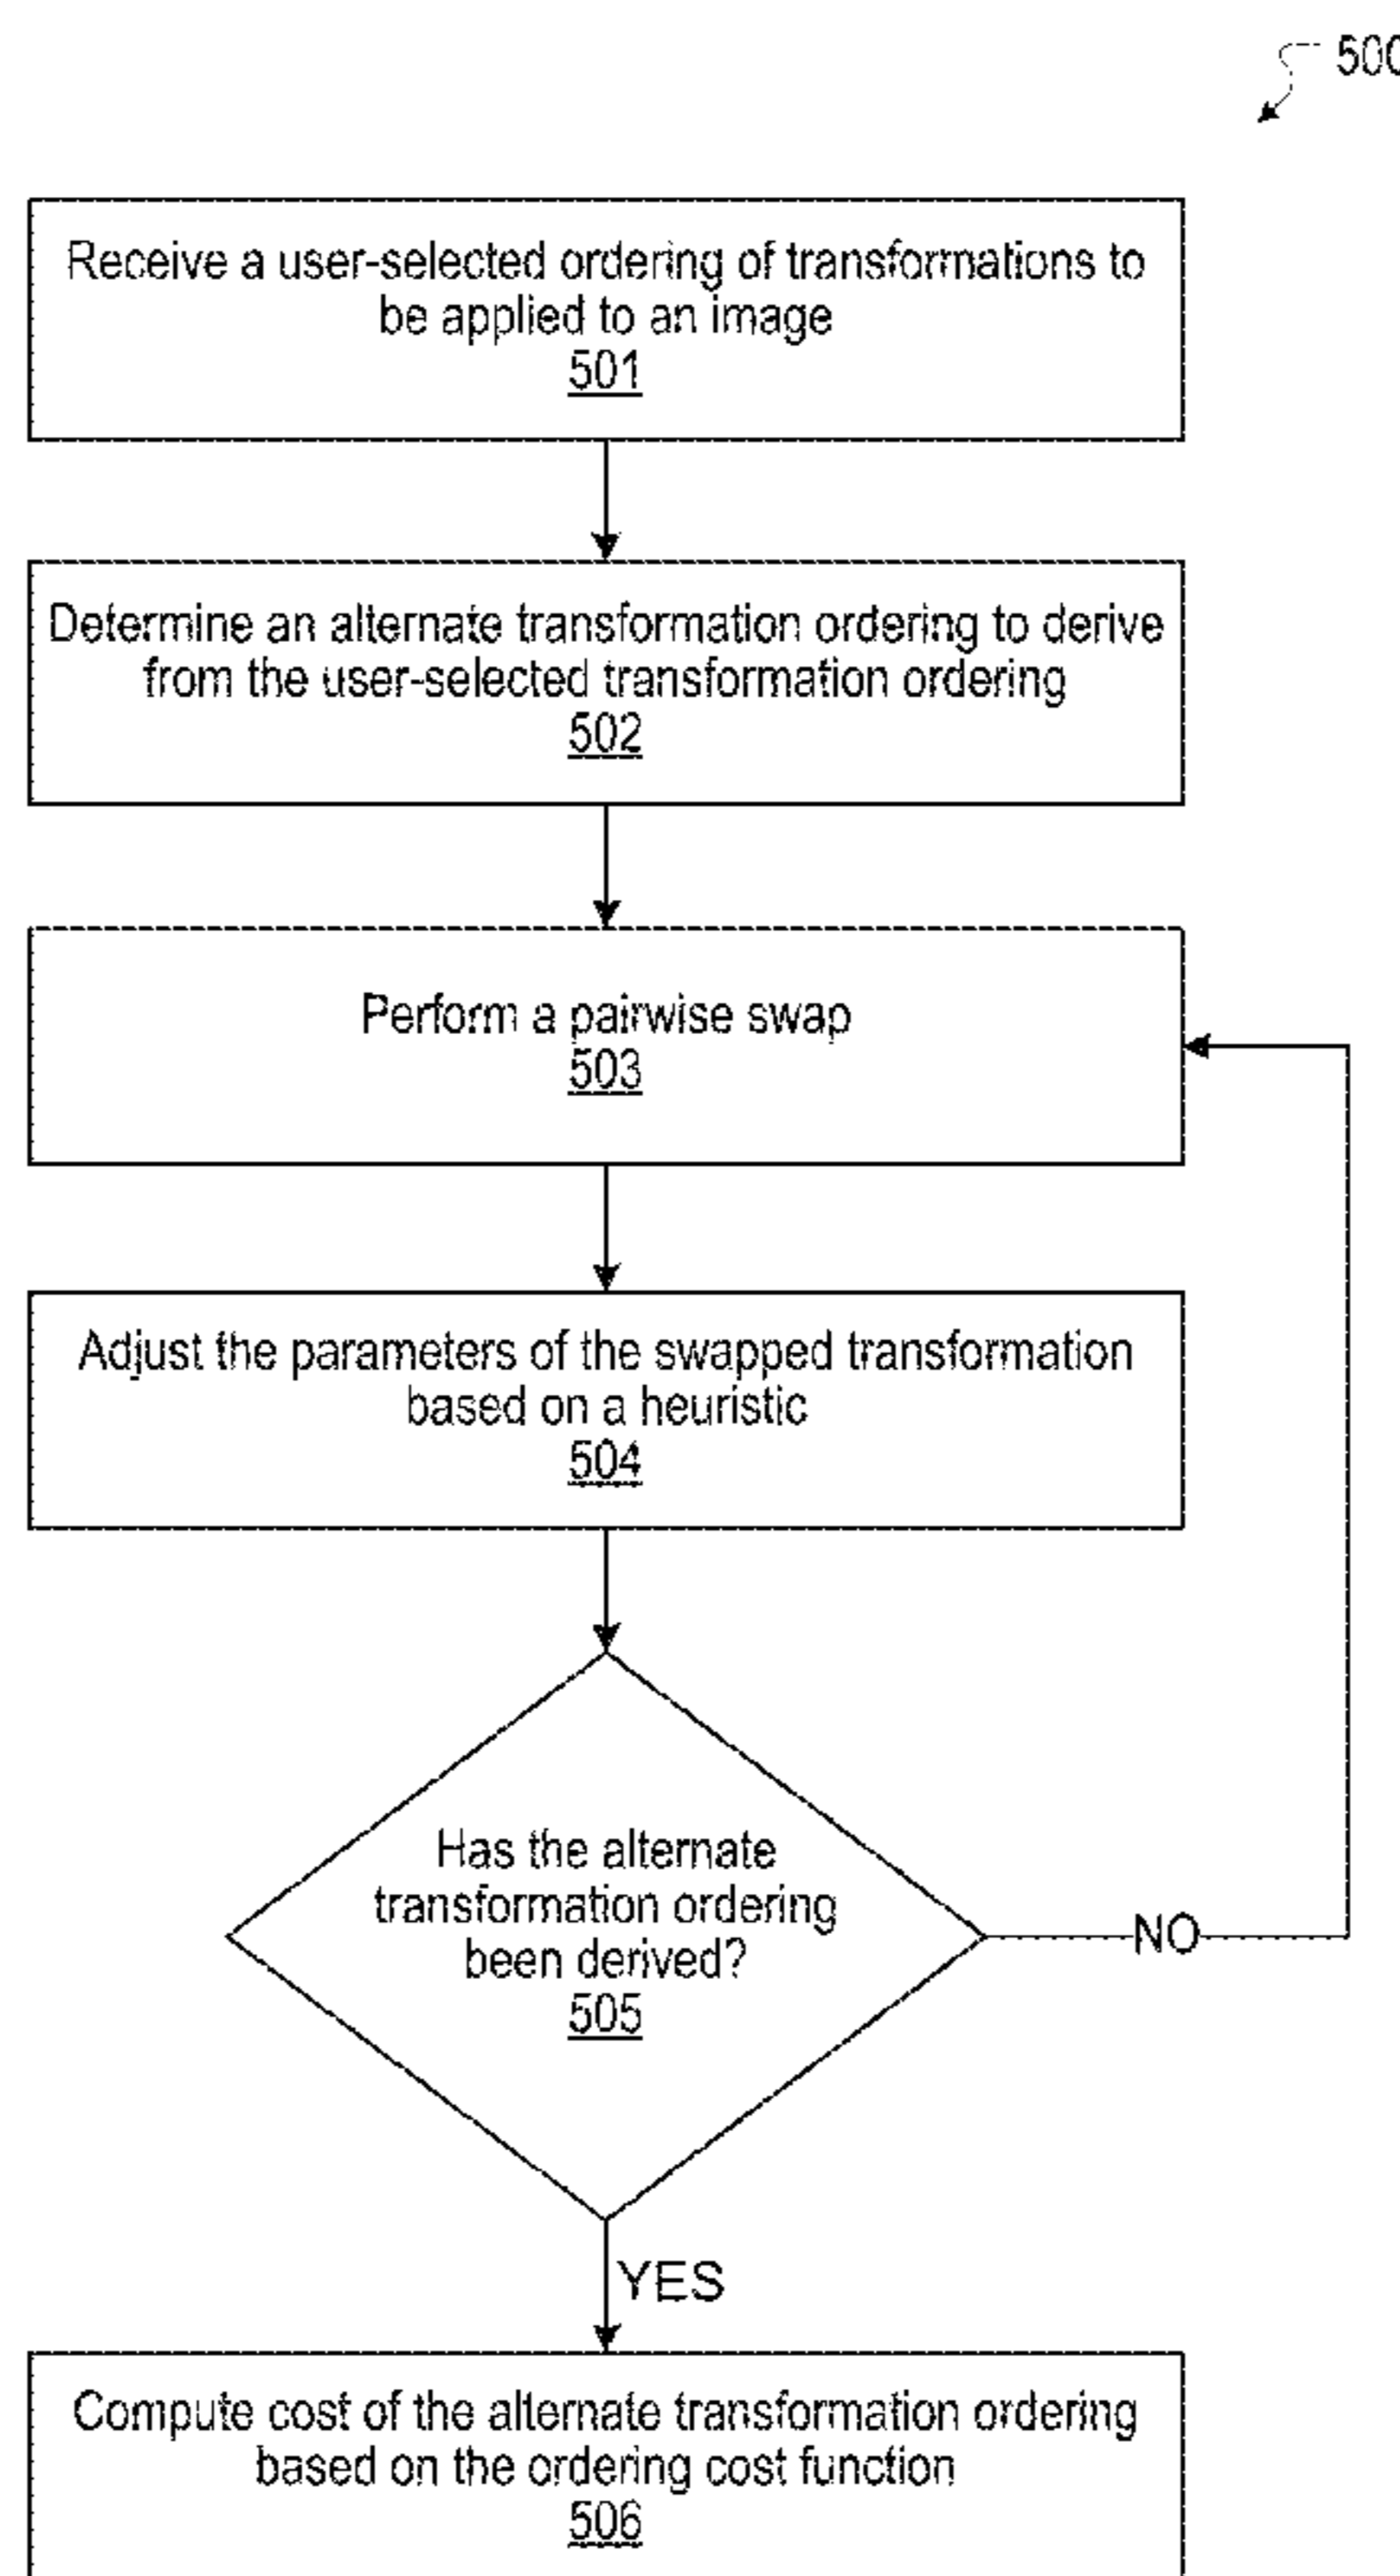 500
Receive a user-selected ordering of transformations to
be applied to an image
501
Determine an alternate transformation ordering to derive
from the user-selected transformation ordering
502
Perform a pairwise swap
503
Adjust the parameters of the swapped transformation
based on a heuristic
504
Has the alternate
transformation ordering
been derived?
505
NO
YES
Compute cost of the alternate transformation ordering
based on the ordering cost function
506